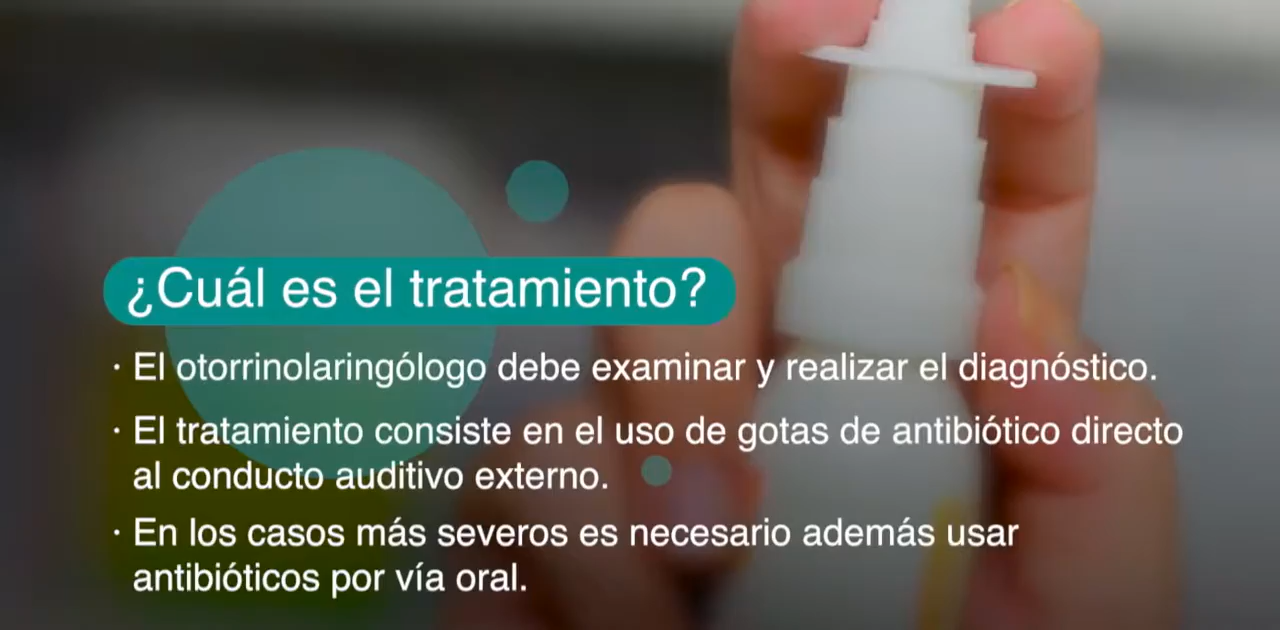 ¿Cuál es el tratamiento?
· El otorrinolaringólogo debe examinar y realizar el diagnóstico.
· El tratamiento consiste en el uso de gotas de antibiótico directo
al conducto auditivo externo.
· En los casos más severos es necesario además usar
antibióticos por vía oral.